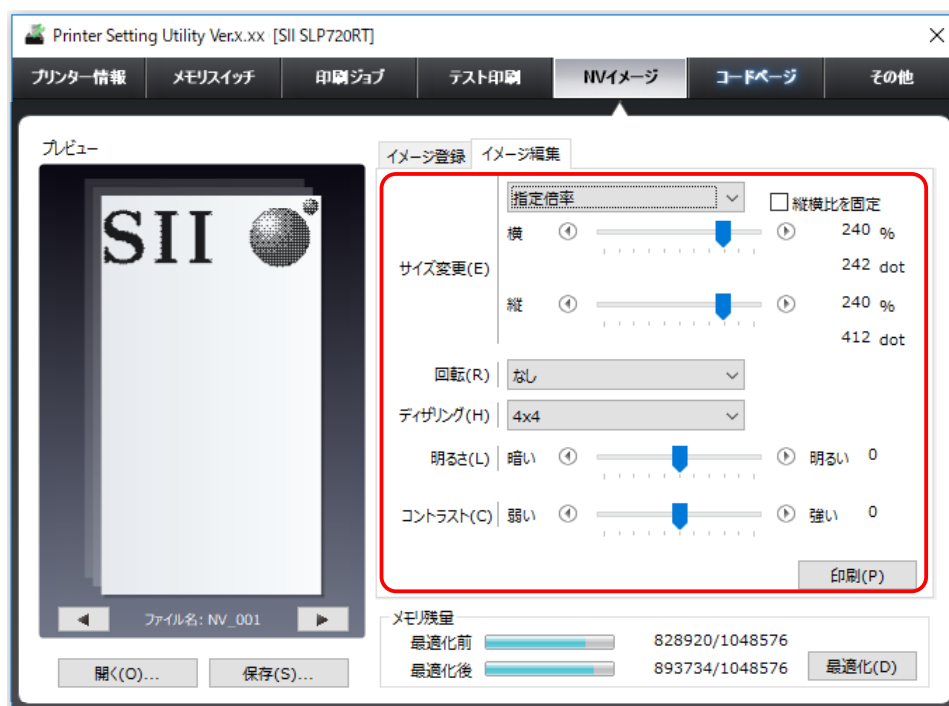 Printer Setting Utility Ver.x.xx [SII SLP720RT]
プリンター情報 メモリスイッチ 印刷ジョブ テスト印刷 NVイメージ コードページ その他
プレビュー
イメージ登録 イメージ編集
SII
指定倍率
縦横比を固定
横 240 %
242 dot
サイズ変更(E)
縦 240 %
412 dot
回転(R) なし
ディザリング(H) 4x4
明るさ(L) 暗い 明るい 0
コントラスト(C) 弱い 強い 0
印刷(P)
ファイル名: NV_001
開く(O)... 保存(S)...
メモリ残量
最適化前 828920/1048576
最適化後 893734/1048576 最適化(D)